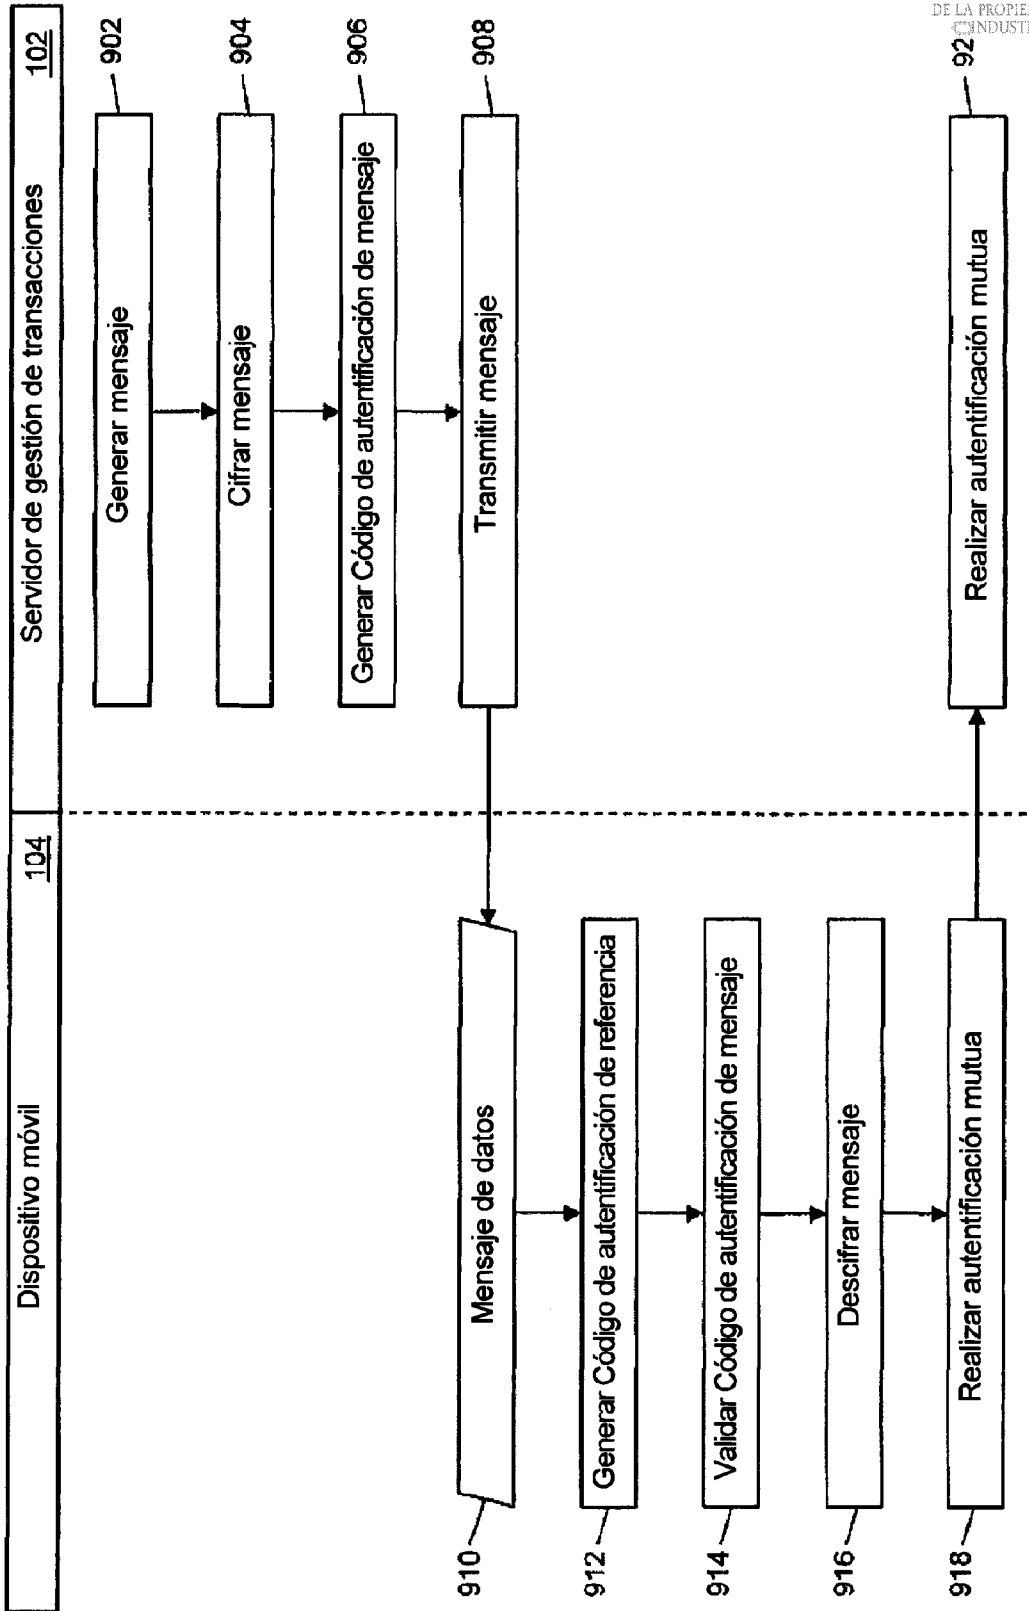 DE LA PROPIE
INDUST
Dispositivo móvil
104
Servidor de gestión de transacciones
102
Generar mensaje
902
Cifrar mensaje
904
Generar Código de autentificación de mensaje
906
Transmitir mensaje
908
910
Mensaje de datos
912
Generar Código de autentificación de referencia
914
Validar Código de autentificación de mensaje
916
Descifrar mensaje
918
Realizar autentificación mutua
Realizar autentificación mutua
92